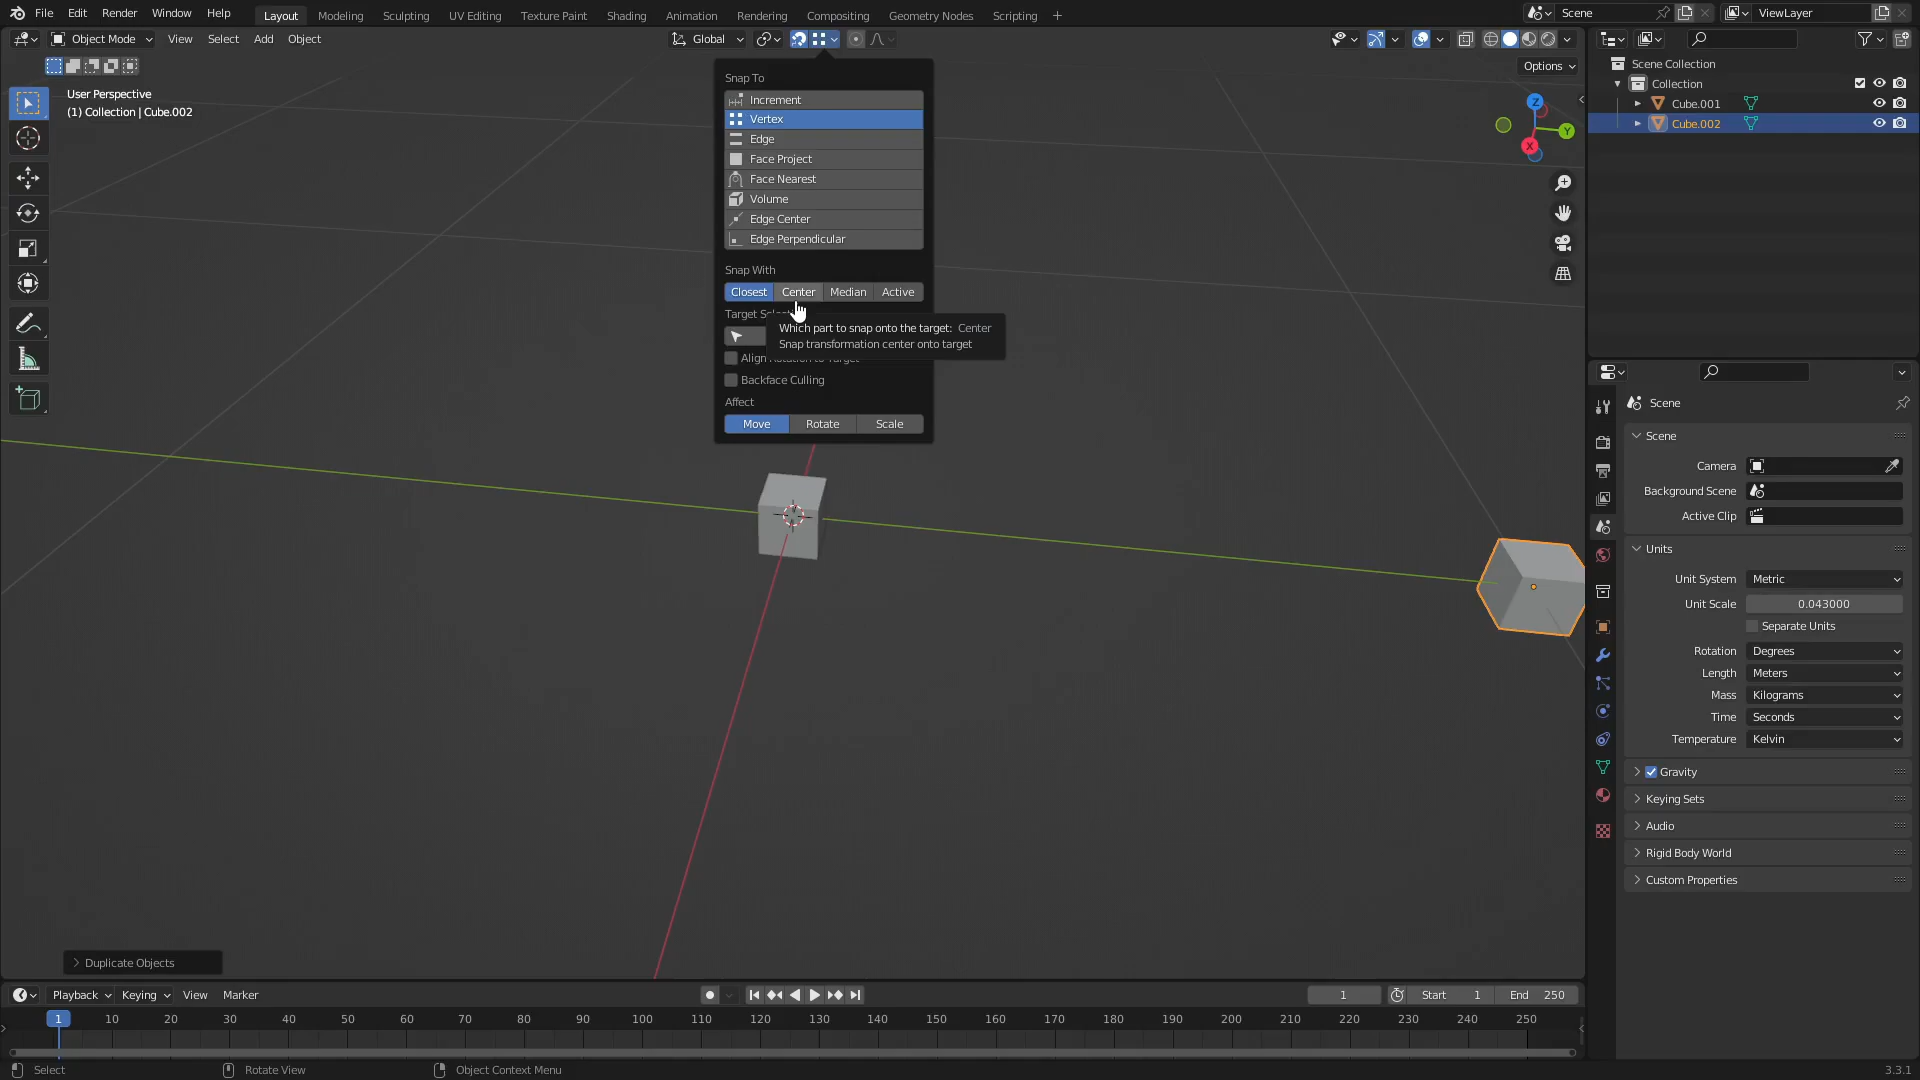 File Edit Render Window Help Layout Modeling Sculpting UV Editing Texture Paint Shading Animation Rendering Compositing Geometry Nodes Scripting + Scene ViewLayer
Object Mode View Select Add Object Global
Options
User Perspective
(1) Collection | Cube.002
Snap To
Increment
Vertex
Edge
Face Project
Face Nearest
Volume
Edge Center
Edge Perpendicular
Snap With
Closest Center Median Active
Which part to snap onto the target: Center
Snap transformation center onto target
Backface Culling
Affect
Move Rotate Scale
Z
Y
X
Scene Collection
Collection
Cube.001
Cube.002
Scene
Scene
Camera
Background Scene
Active Clip
Units
Unit System Metric
Unit Scale 0.043000
Separate Units
Rotation Degrees
Length Meters
Mass Kilograms
Time Seconds
Temperature Kelvin
Gravity
Keying Sets
Audio
Rigid Body World
Custom Properties
Duplicate Objects
Playback Keying View Marker 1 Start 1 End 250
1 10 20 30 40 50 60 70 80 90 100 110 120 130 140 150 160 170 180 190 200 210 220 230 240 250
Select Rotate View Object Context Menu 3.3.1